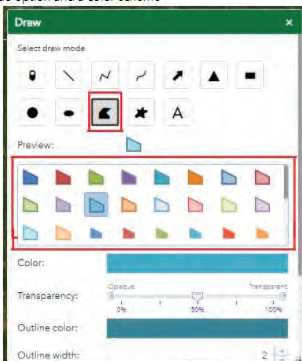 Draw ×
Select draw mode
A
Preview:
Color:
Transparency: Opaque Transparent
0% 50% 100%
Outline color:
Outline width: 2